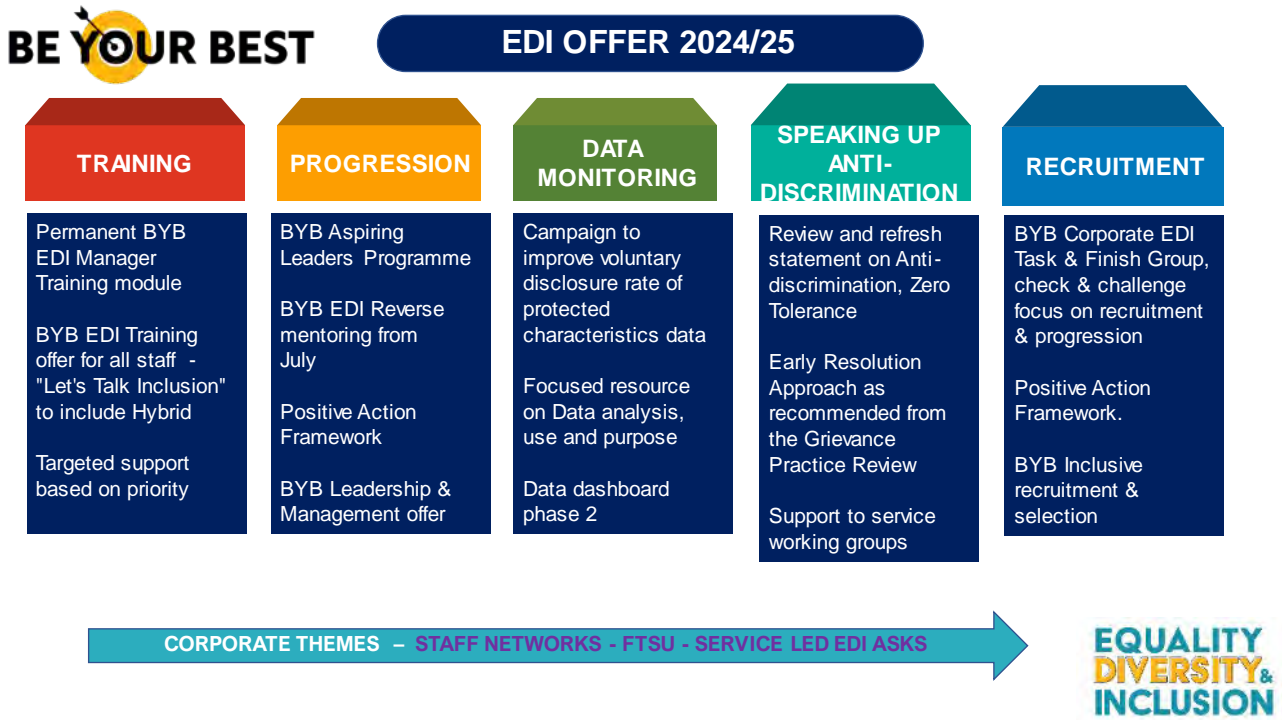 BE YOUR BEST
EDI OFFER 2024/25
TRAINING
Permanent BYB
EDI Manager
Training module
BYB EDI Training
offer for all staff -
"Let's Talk Inclusion"
to include Hybrid
Targeted support
based on priority
PROGRESSION
BYB Aspiring
Leaders Programme
BYB EDI Reverse
mentoring from
July
Positive Action
Framework
BYB Leadership &
Management offer
DATA
MONITORING
Campaign to
improve voluntary
disclosure rate of
protected
characteristics data
Focused resource
on Data analysis,
use and purpose
Data dashboard
phase 2
SPEAKING UP
ANTI-
DISCRIMINATION
Review and refresh
statement on Anti-
discrimination, Zero
Tolerance
Early Resolution
Approach as
recommended from
the Grievance
Practice Review
Support to service
working groups
RECRUITMENT
BYB Corporate EDI
Task & Finish Group,
check & challenge
focus on recruitment
& progression
Positive Action
Framework.
BYB Inclusive
recruitment &
selection
CORPORATE THEMES – STAFF NETWORKS - FTSU - SERVICE LED EDI ASKS
EQUALITY
DIVERSITY &
INCLUSION